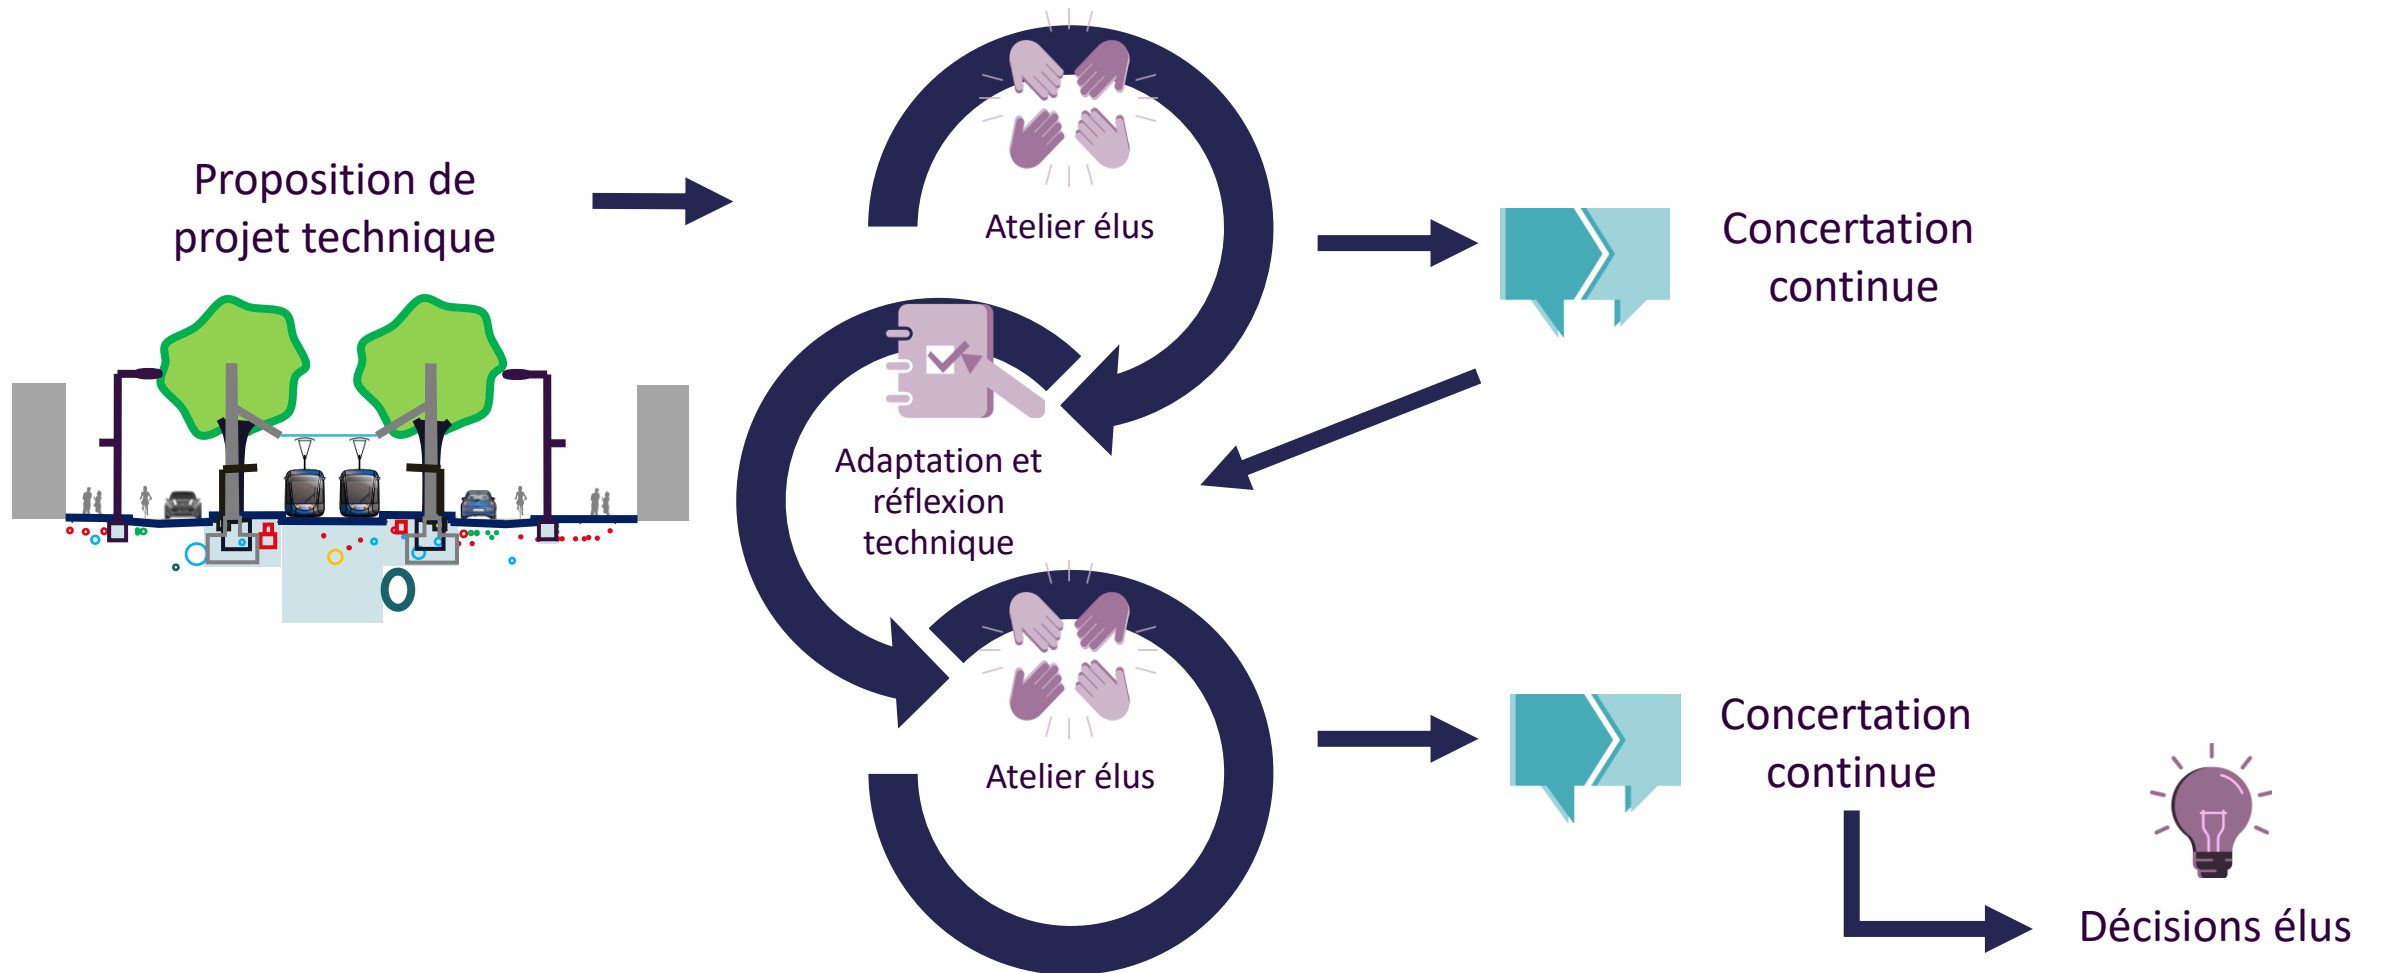 Proposition de
projet technique
Atelier élus
Concertation
continue
Adaptation et
réflexion
technique
Atelier élus
Concertation
continue
Décisions élus